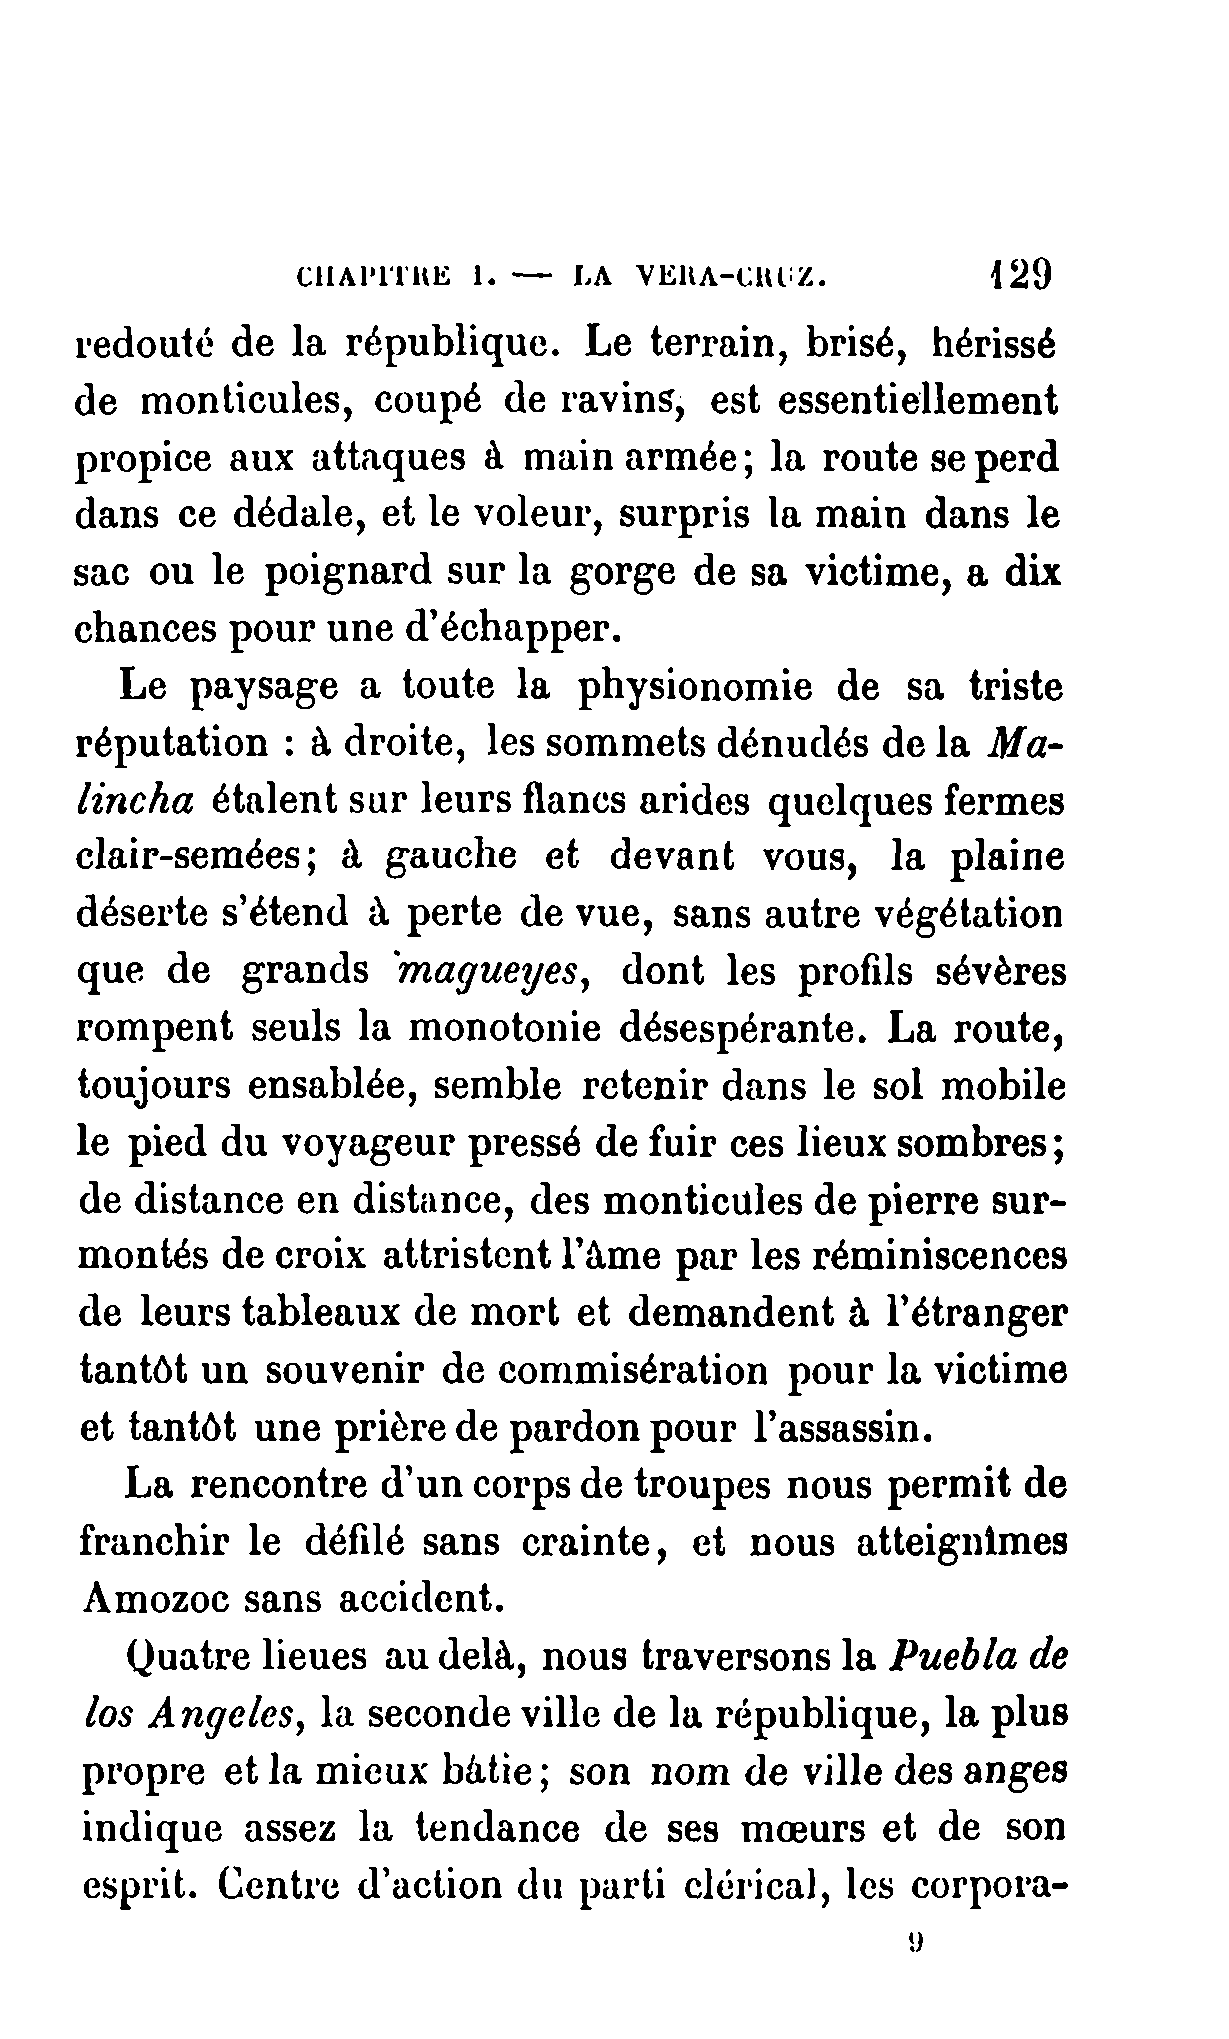 CHAPITRE I. — LA VERA-CRUZ. 129
redouté de la république. Le terrain, brisé, hérissé
de monticules, coupé de ravins, est essentiellement
propice aux attaques à main armée; la route se perd
dans ce dédale, et le voleur, surpris la main dans le
sac ou le poignard sur la gorge de sa victime, a dix
chances pour une d'échapper.
Le paysage a toute la physionomie de sa triste
réputation : à droite, les sommets dénudés de la Ma-
lincha étalent sur leurs flancs arides quelques fermes
clair-semées; à gauche et devant vous, la plaine
déserte s'étend à perte de vue, sans autre végétation
que de grands magueyes, dont les profils sévères
rompent seuls la monotonie désespérante. La route,
toujours ensablée, semble retenir dans le sol mobile
le pied du voyageur pressé de fuir ces lieux sombres;
de distance en distance, des monticules de pierre sur-
montés de croix attristent l'âme par les réminiscences
de leurs tableaux de mort et demandent à l'étranger
tantôt un souvenir de commisération pour la victime
et tantôt une prière de pardon pour l'assassin.
La rencontre d'un corps de troupes nous permit de
franchir le défilé sans crainte, et nous atteignîmes
Amozoc sans accident.
Quatre lieues au delà, nous traversons la Puebla de
los Angeles, la seconde ville de la république, la plus
propre et la mieux bâtie; son nom de ville des anges
indique assez la tendance de ses mœurs et de son
esprit. Centre d'action du parti clérical, les corpora-
9